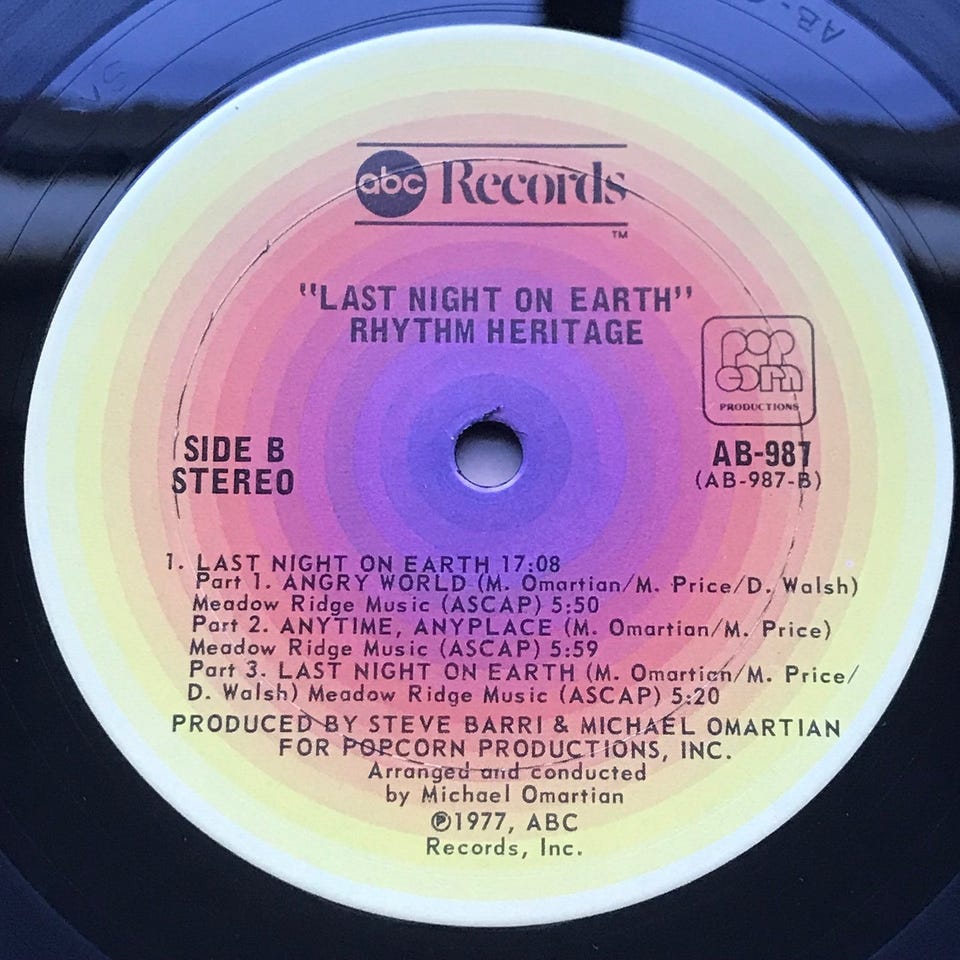 abc Records
TM
"LAST NIGHT ON EARTH"
RHYTHM HERITAGE
POP
CORN
PRODUCTIONS
SIDE B
STEREO
AB-987
(AB-987-B)
1. LAST NIGHT ON EARTH 17:08
Part 1. ANGRY WORLD (M. Omartian/M. Price/D. Walsh)
Meadow Ridge Music (ASCAP) 5:50
Part 2. ANYTIME, ANYPLACE (M. Omartian/M. Price)
Meadow Ridge Music (ASCAP) 5:59
Part 3. LAST NIGHT ON EARTH (M. Omartian/M. Price/
D. Walsh) Meadow Ridge Music (ASCAP) 5:20
PRODUCED BY STEVE BARRI & MICHAEL OMARTIAN
FOR POPCORN PRODUCTIONS, INC.
Arranged and conducted
by Michael Omartian
℗1977, ABC
Records, Inc.